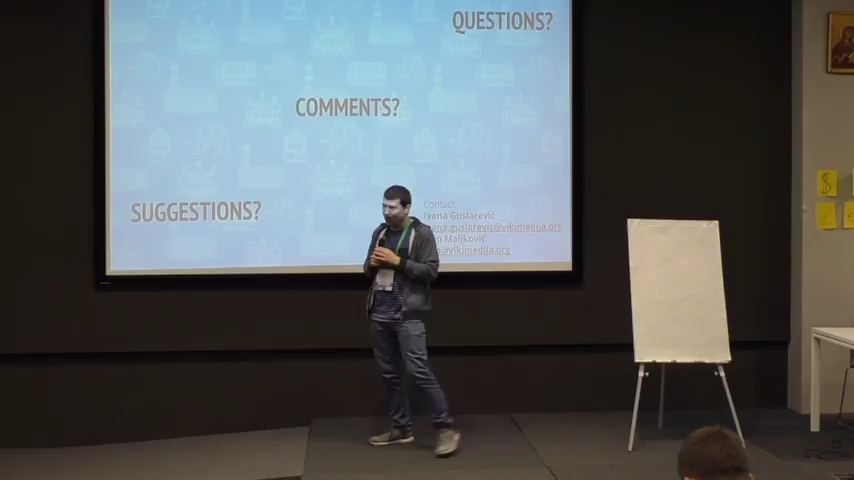 QUESTIONS?
COMMENTS?
SUGGESTIONS?
Contact
Ivana Guslarević
ana.guslarevic@vikimedija.org
Maljković
@vikimedija.org
$